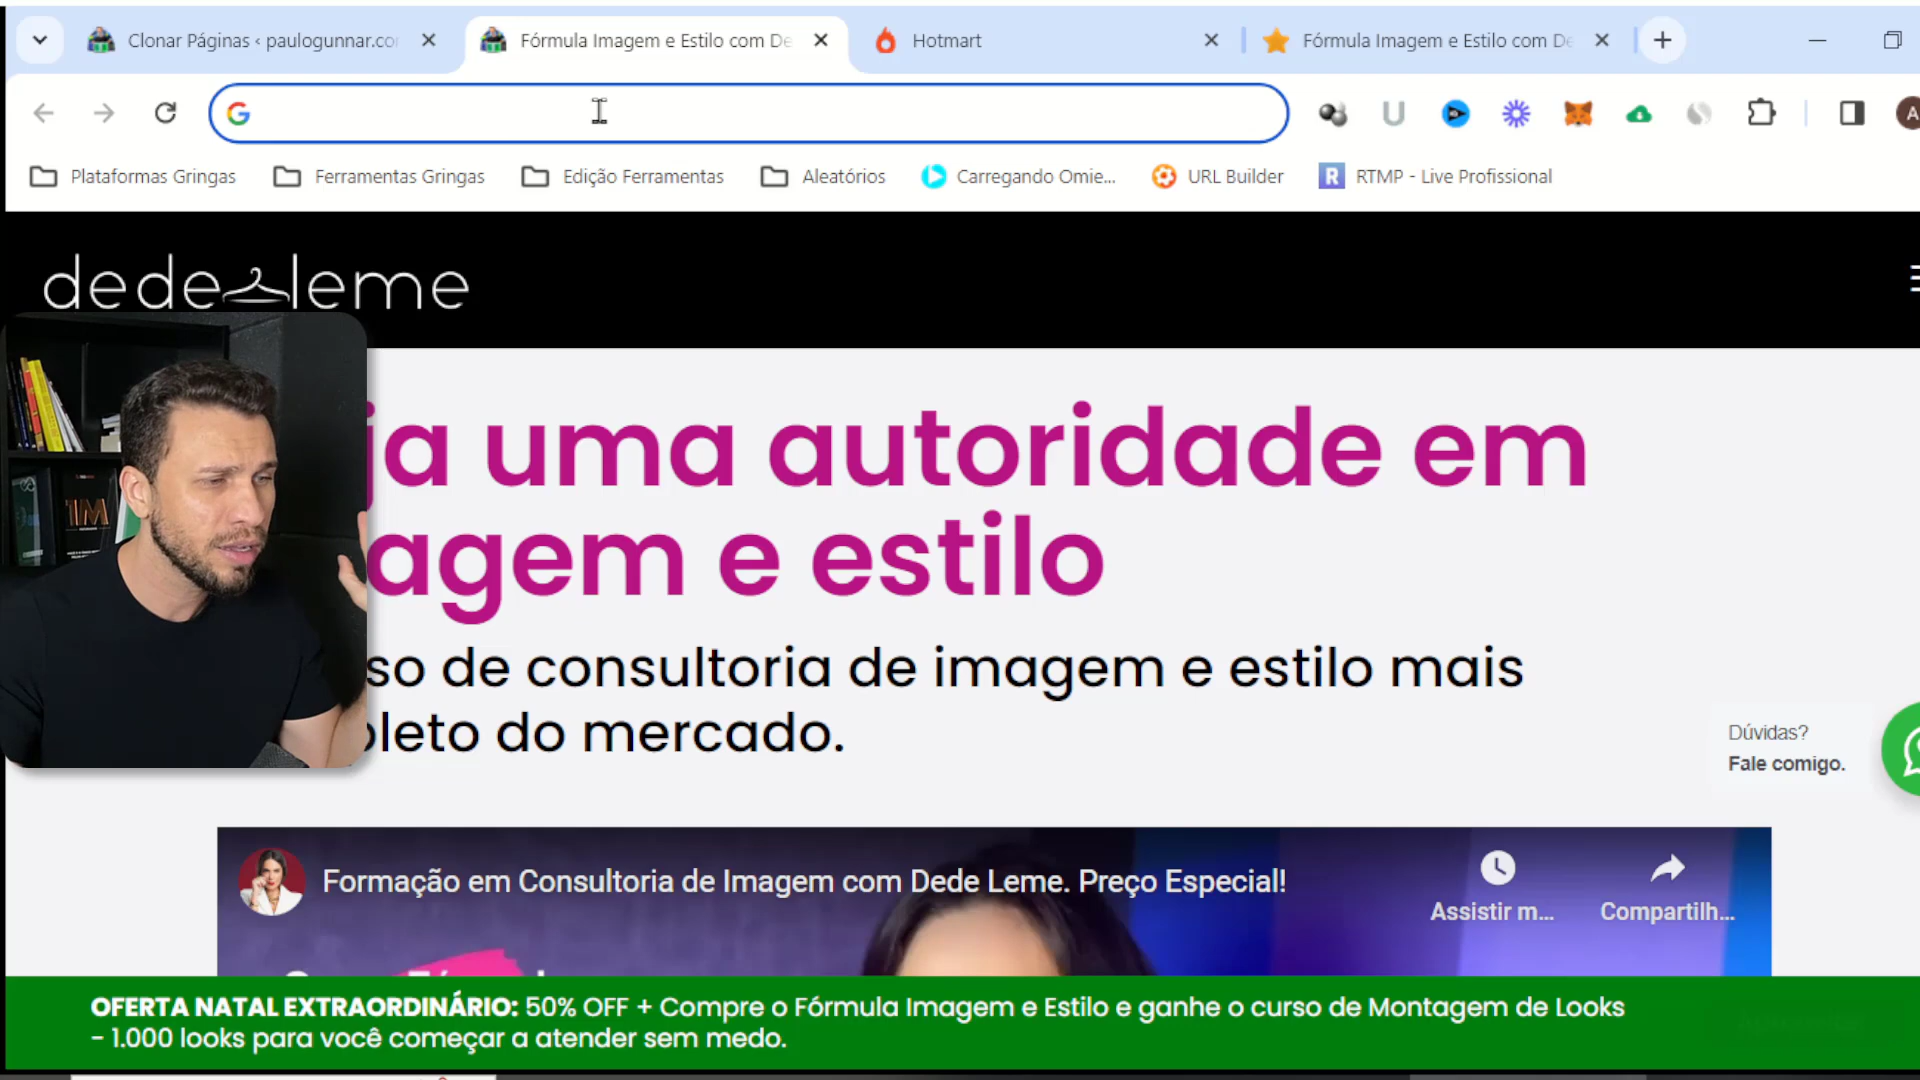 Clonar Páginas ‹ paulogunnar.co
Fórmula Imagem e Estilo com De
Hotmart
Fórmula Imagem e Estilo com De
Plataformas Gringas
Ferramentas Gringas
Edição Ferramentas
Aleatórios
Carregando Omie...
URL Builder
RTMP - Live Profissional
dede leme
ja uma autoridade em
agem e estilo
so de consultoria de imagem e estilo mais
pleto do mercado.
1M
Dúvidas?
Fale comigo.
Formação em Consultoria de Imagem com Dede Leme. Preço Especial!
Assistir m...
Compartilh...
OFERTA NATAL EXTRAORDINÁRIO: 50% OFF + Compre o Fórmula Imagem e Estilo e ganhe o curso de Montagem de Looks
- 1.000 looks para você começar a atender sem medo.